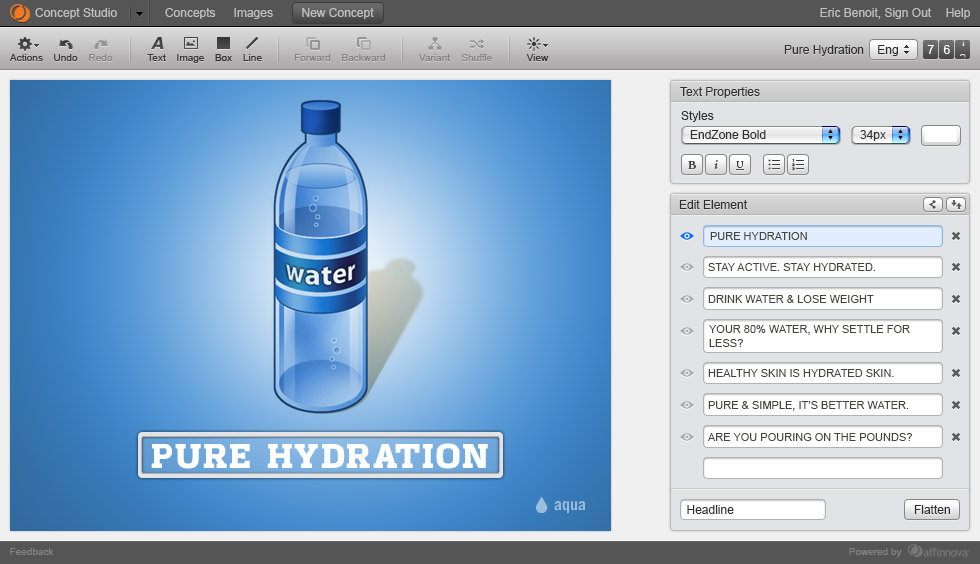 Concept Studio Concepts Images New Concept Eric Benoit, Sign Out Help
Actions Undo Redo Text Image Box Line Forward Backward Variant Shuffle View Pure Hydration Eng 7 6
Text Properties
Styles
EndZone Bold 34px
B i U
Edit Element
PURE HYDRATION
STAY ACTIVE. STAY HYDRATED.
DRINK WATER & LOSE WEIGHT
YOUR 80% WATER, WHY SETTLE FOR
LESS?
HEALTHY SKIN IS HYDRATED SKIN.
PURE & SIMPLE, IT'S BETTER WATER.
ARE YOU POURING ON THE POUNDS?
Headline Flatten
water
PURE HYDRATION
aqua
Feedback Powered by affinnova